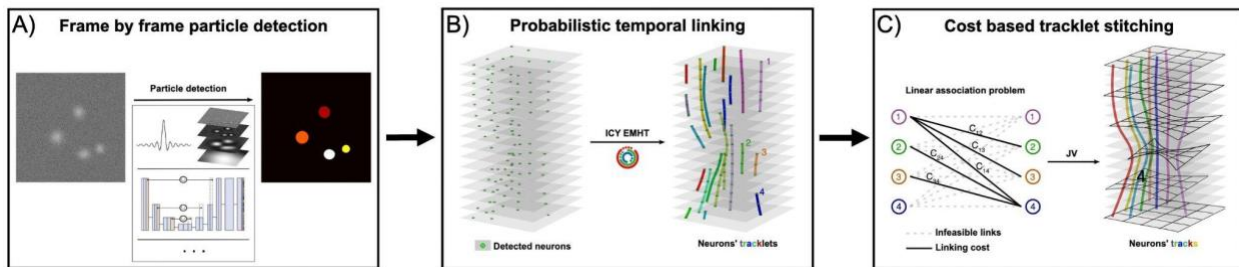 A) Frame by frame particle detection
Particle detection
. . .
B) Probabilistic temporal linking
ICY EMHT
1
2
3
4
Detected neurons
Neurons' tracklets
C) Cost based tracklet stitching
Linear association problem
1 1
C12
2 2
C13
C24
JV
3 3
C14
C34
4 4
4
Infeasible links
Linking cost
Neurons' tracks